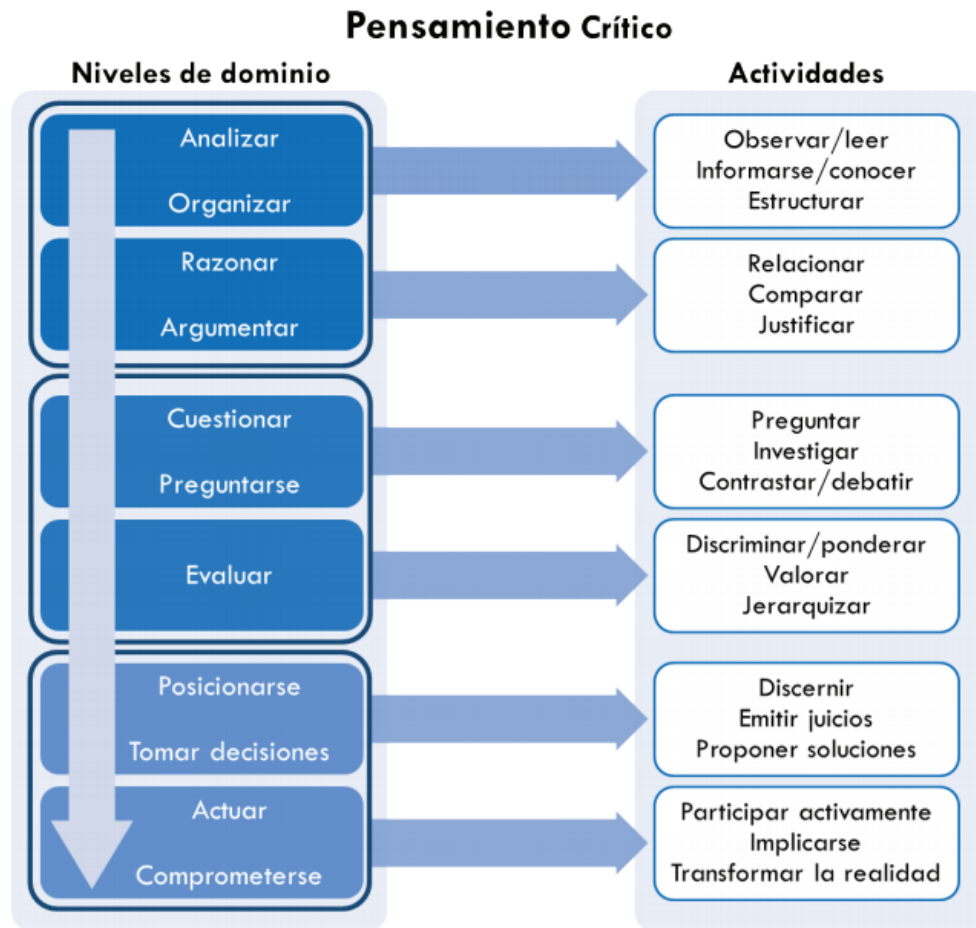 Pensamiento Crítico
Niveles de dominio
Actividades
Analizar
Organizar
Observar/leer
Informarse/conocer
Estructurar
Razonar
Argumentar
Relacionar
Comparar
Justificar
Cuestionar
Preguntarse
Preguntar
Investigar
Contrastar/debatir
Evaluar
Discriminar/ponderar
Valorar
Jerarquizar
Posicionarse
Tomar decisiones
Discernir
Emitir juicios
Proponer soluciones
Actuar
Comprometerse
Participar activamente
Implicarse
Transformar la realidad